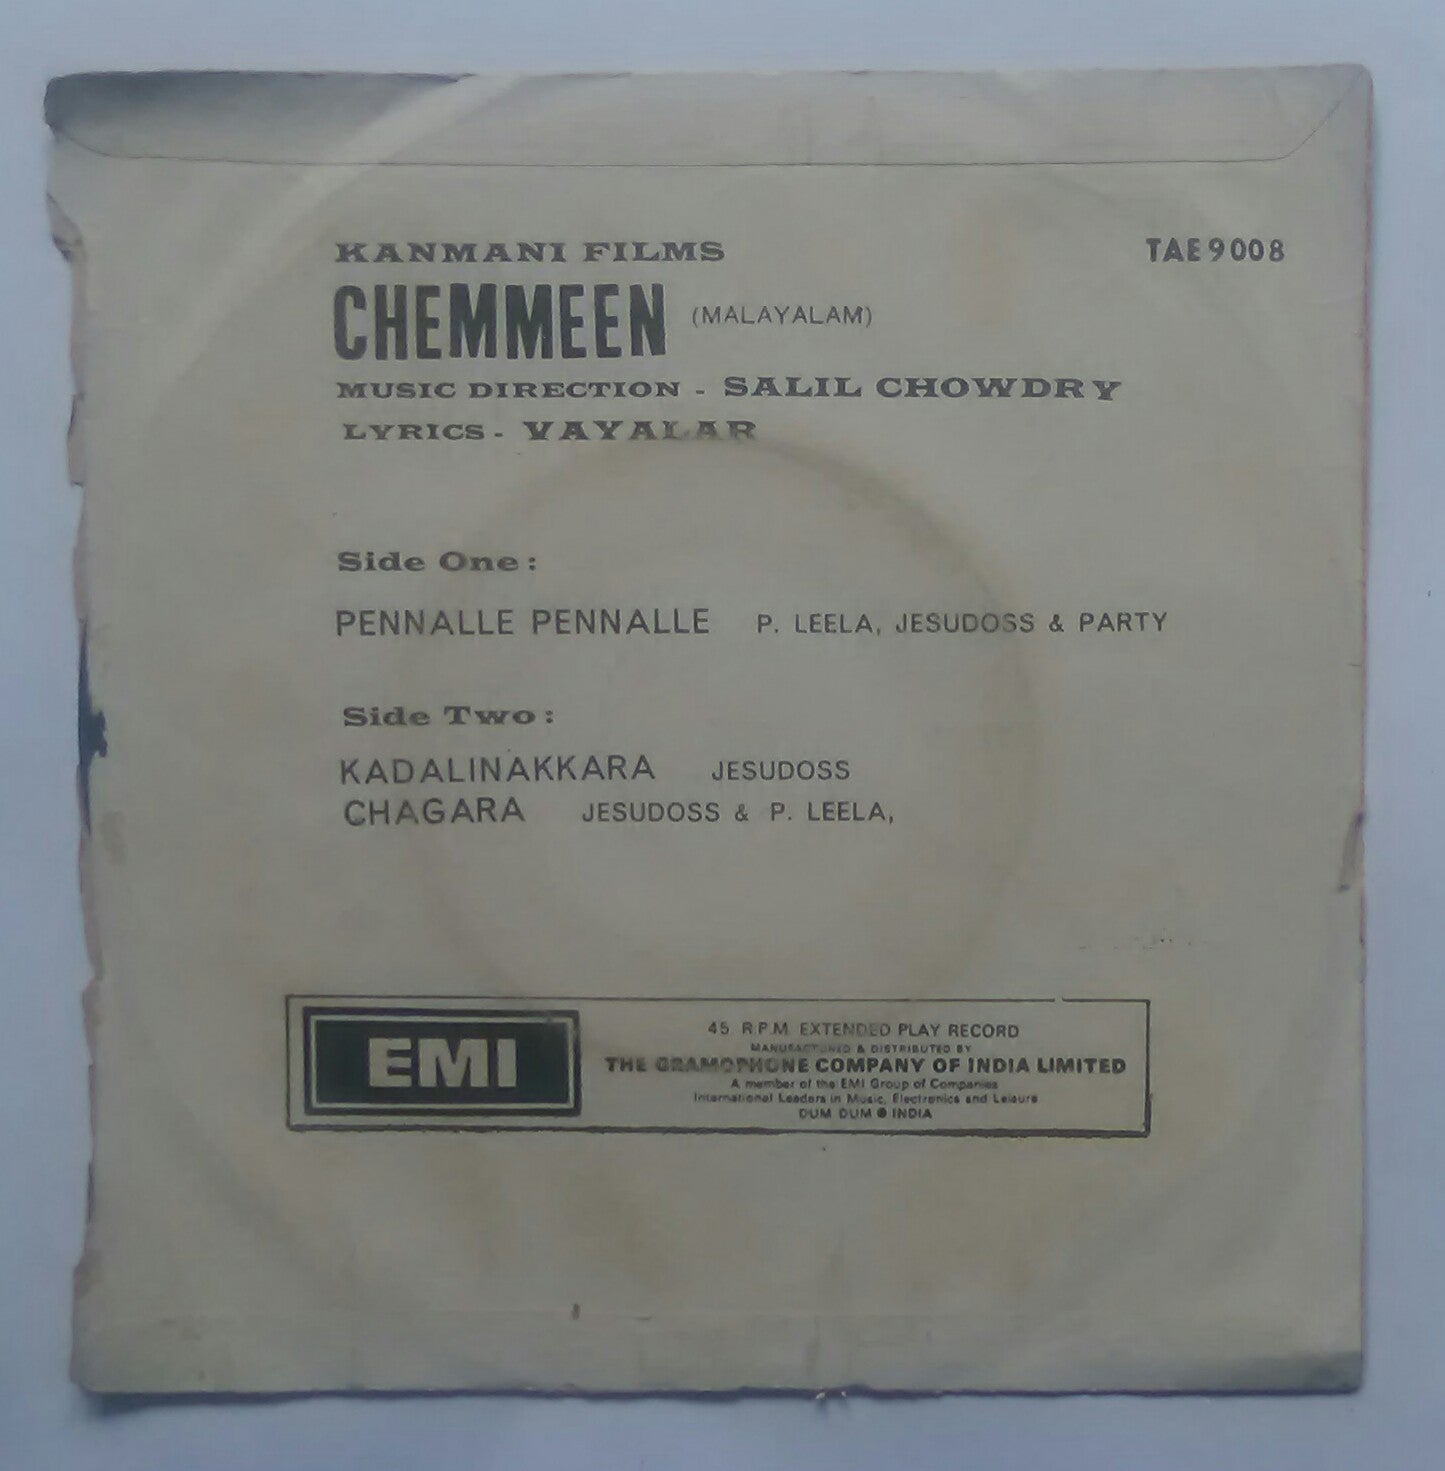 KANMANI FILMS
TAE 9008
CHEMMEEN (MALAYALAM)
MUSIC DIRECTION - SALIL CHOWDRY
LYRICS - VAYALAR
Side One :
PENNALLE PENNALLE P. LEELA, JESUDOSS & PARTY
Side Two :
KADALINAKKARA JESUDOSS
CHAGARA JESUDOSS & P. LEELA,
EMI
45 R.P.M. EXTENDED PLAY RECORD
MANUFACTURED & DISTRIBUTED BY
THE GRAMOPHONE COMPANY OF INDIA LIMITED
A member of the EMI Group of Companies
International Leaders in Music, Electronics and Leisure
DUM DUM ● INDIA